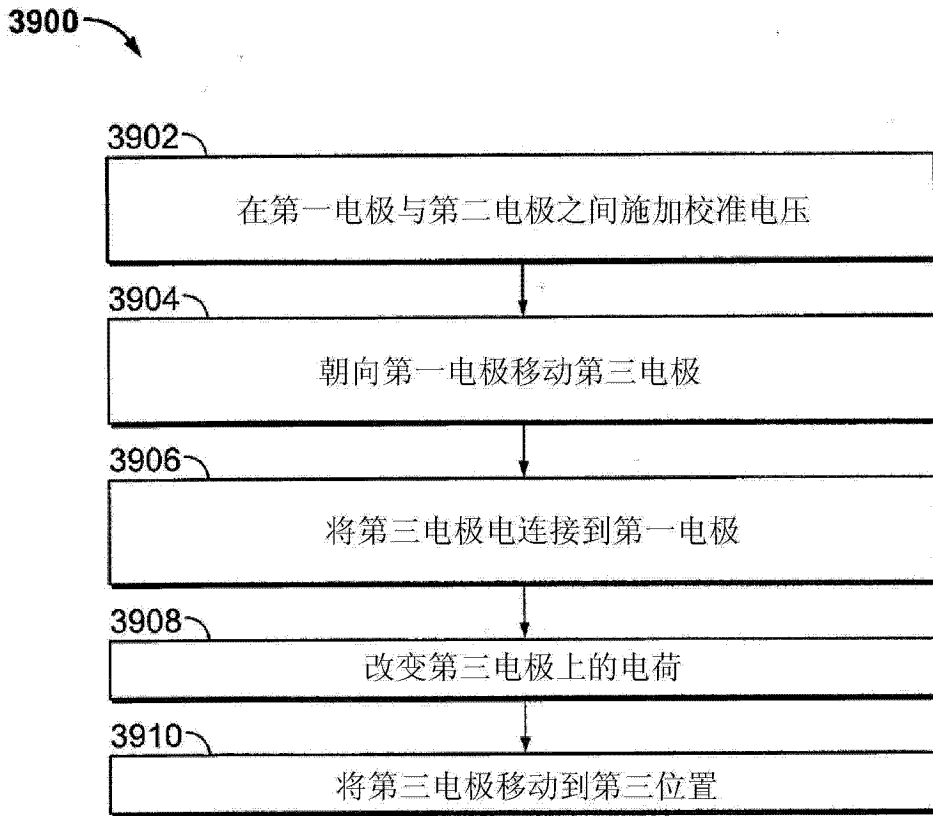 3900
3902
在第一电极与第二电极之间施加校准电压
3904
朝向第一电极移动第三电极
3906
将第三电极电连接到第一电极
3908
改变第三电极上的电荷
3910
将第三电极移动到第三位置